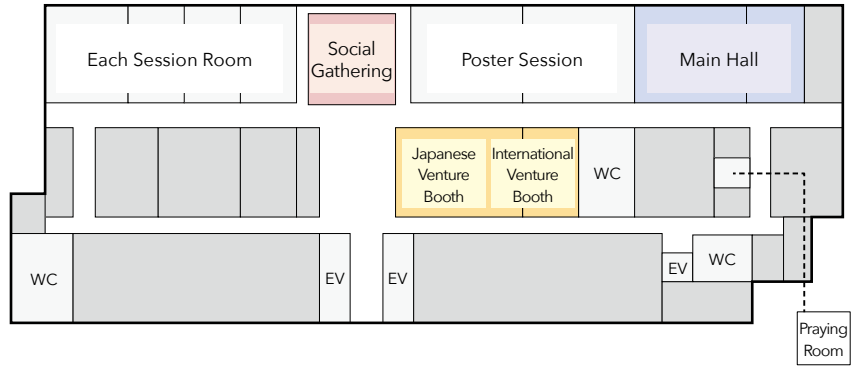 Each Session Room
Social
Gathering
Poster Session
Main Hall
Japanese
Venture
Booth
International
Venture
Booth
WC
WC
EV
EV
EV
WC
Praying
Room